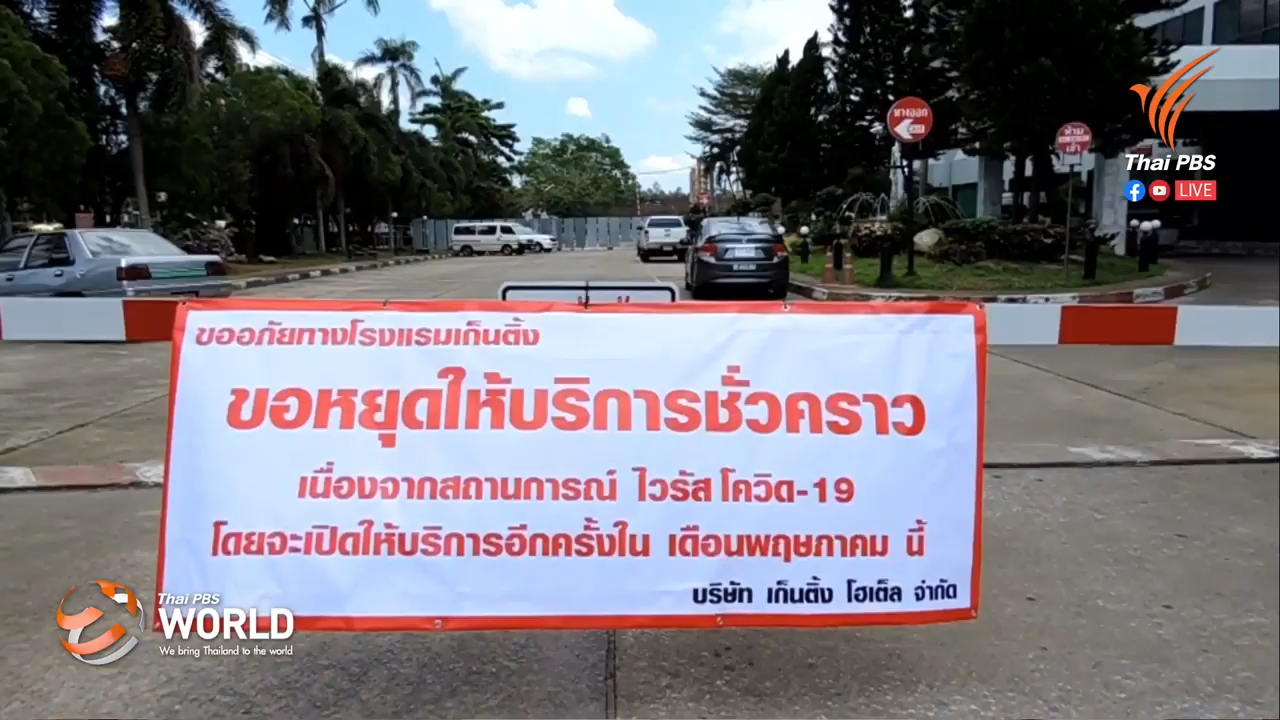 ทางออก
EXIT
ห้าม
เข้า
Thai PBS
LIVE
ขออภัยทางโรงแรมเก็นติ้ง
ขอหยุดให้บริการชั่วคราว
เนื่องจากสถานการณ์ ไวรัส โควิด-19
โดยจะเปิดให้บริการอีกครั้งใน เดือนพฤษภาคม นี้
บริษัท เก็นติ้ง โฮเต็ล จำกัด
Thai PBS
WORLD
We bring Thailand to the world